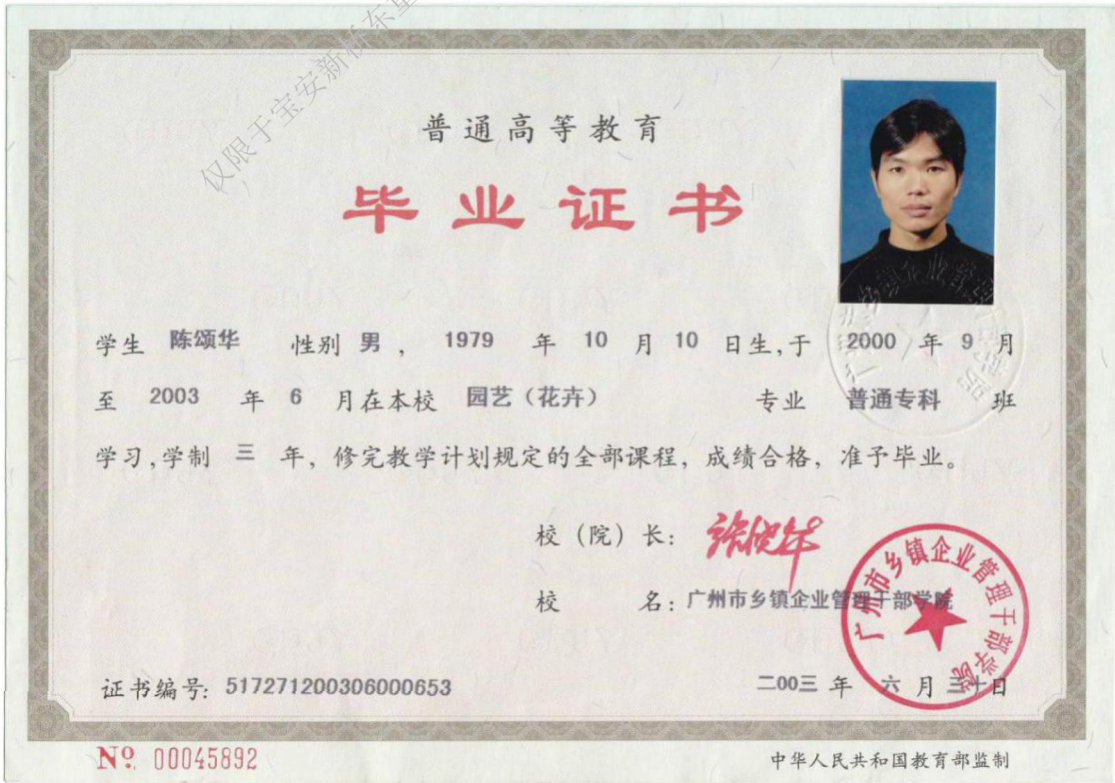 仅限于宝安新桥东重
普通高等教育
毕业证书
学生 陈颂华 性别 男 , 1979 年 10 月 10 日生,于 2000 年 9 月
至 2003 年 6 月在本校 园艺(花卉) 专业 普通专科 班
学习,学制 三 年, 修完教学计划规定的全部课程, 成绩合格, 准予毕业。
校(院)长:
校 名: 广州市乡镇企业管理干部学院
广州市乡镇企业管理干部学院
证书编号: 517271200306000653
二00三 年 六 月 三十日
№ 00045892
中华人民共和国教育部监制